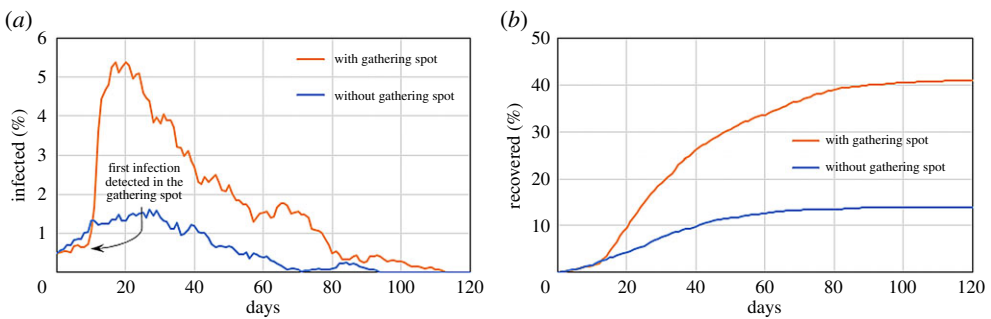 (a)
6
5
4
3
2
1
0
infected (%)
with gathering spot
without gathering spot
first infection
detected in the
gathering spot
20
40
60
80
100
120
days
(b)
50
40
30
20
10
0
recovered (%)
with gathering spot
without gathering spot
20
40
60
80
100
120
days